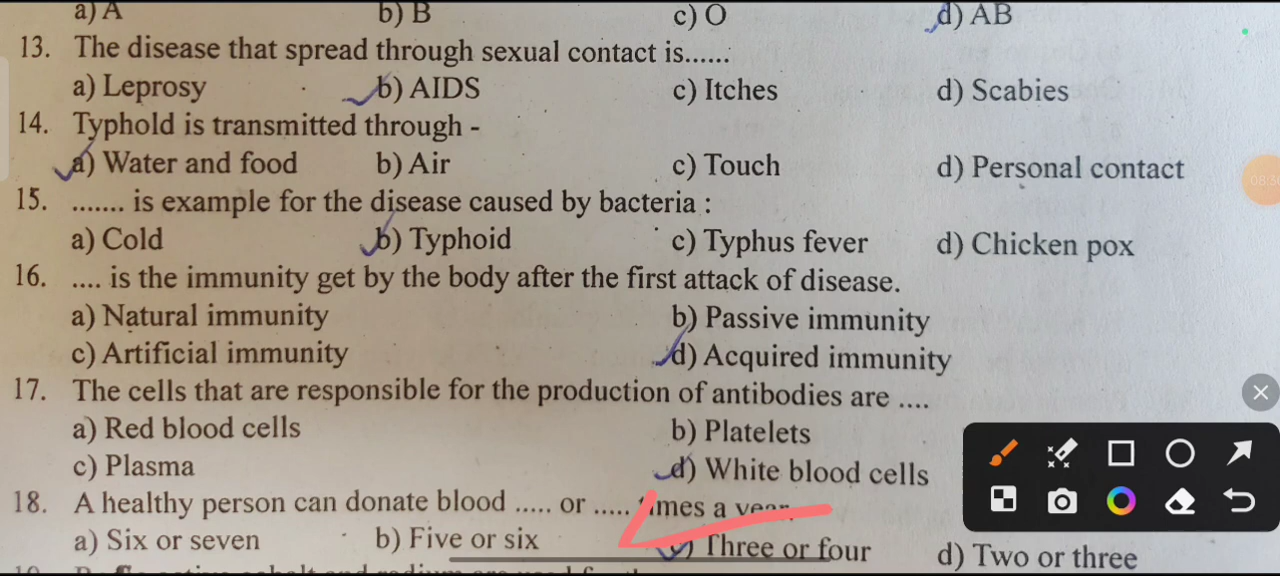 a) A b) B c) O d) AB
13. The disease that spread through sexual contact is......
a) Leprosy b) AIDS c) Itches d) Scabies
14. Typhold is transmitted through -
a) Water and food b) Air c) Touch d) Personal contact
15. ....... is example for the disease caused by bacteria :
a) Cold b) Typhoid c) Typhus fever d) Chicken pox
16. .... is the immunity get by the body after the first attack of disease.
a) Natural immunity b) Passive immunity
c) Artificial immunity d) Acquired immunity
17. The cells that are responsible for the production of antibodies are ....
a) Red blood cells b) Platelets
c) Plasma d) White blood cells
18. A healthy person can donate blood ..... or ..... times a year.
a) Six or seven b) Five or six c) Three or four d) Two or three